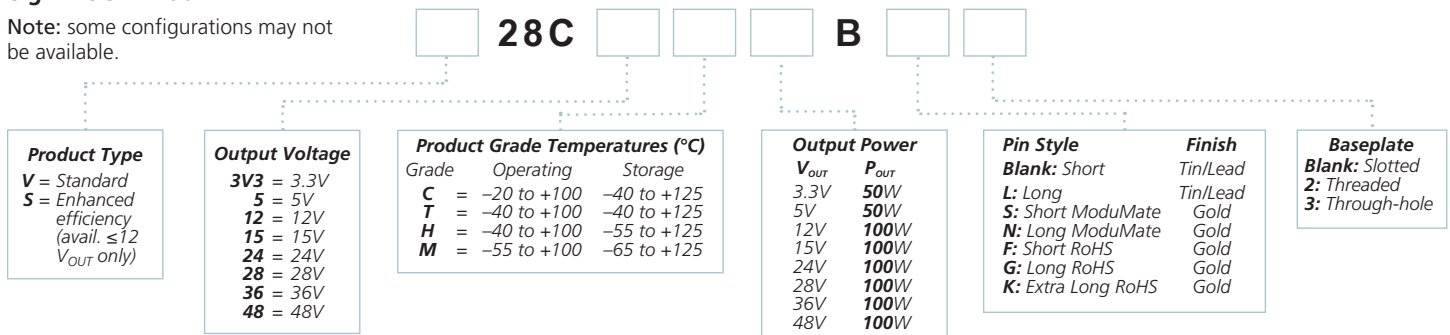 Note: some configurations may not
be available.
28C B
Product Type
V = Standard
S = Enhanced
efficiency
(avail. ≤12
VOUT only)
Output Voltage
3V3 = 3.3V
5 = 5V
12 = 12V
15 = 15V
24 = 24V
28 = 28V
36 = 36V
48 = 48V
Product Grade Temperatures (°C)
Grade Operating Storage
C = –20 to +100 –40 to +125
T = –40 to +100 –40 to +125
H = –40 to +100 –55 to +125
M = –55 to +100 –65 to +125
Output Power
VOUT POUT
3.3V 50W
5V 50W
12V 100W
15V 100W
24V 100W
28V 100W
36V 100W
48V 100W
Pin Style Finish
Blank: Short Tin/Lead
L: Long Tin/Lead
S: Short ModuMate Gold
N: Long ModuMate Gold
F: Short RoHS Gold
G: Long RoHS Gold
K: Extra Long RoHS Gold
Baseplate
Blank: Slotted
2: Threaded
3: Through-hole